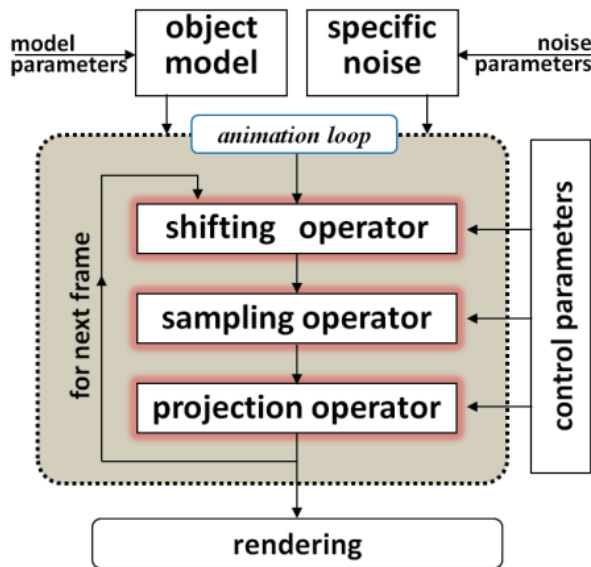 model
parameters
object
model
specific
noise
noise
parameters
animation loop
shifting operator
sampling operator
projection operator
for next frame
control parameters
rendering